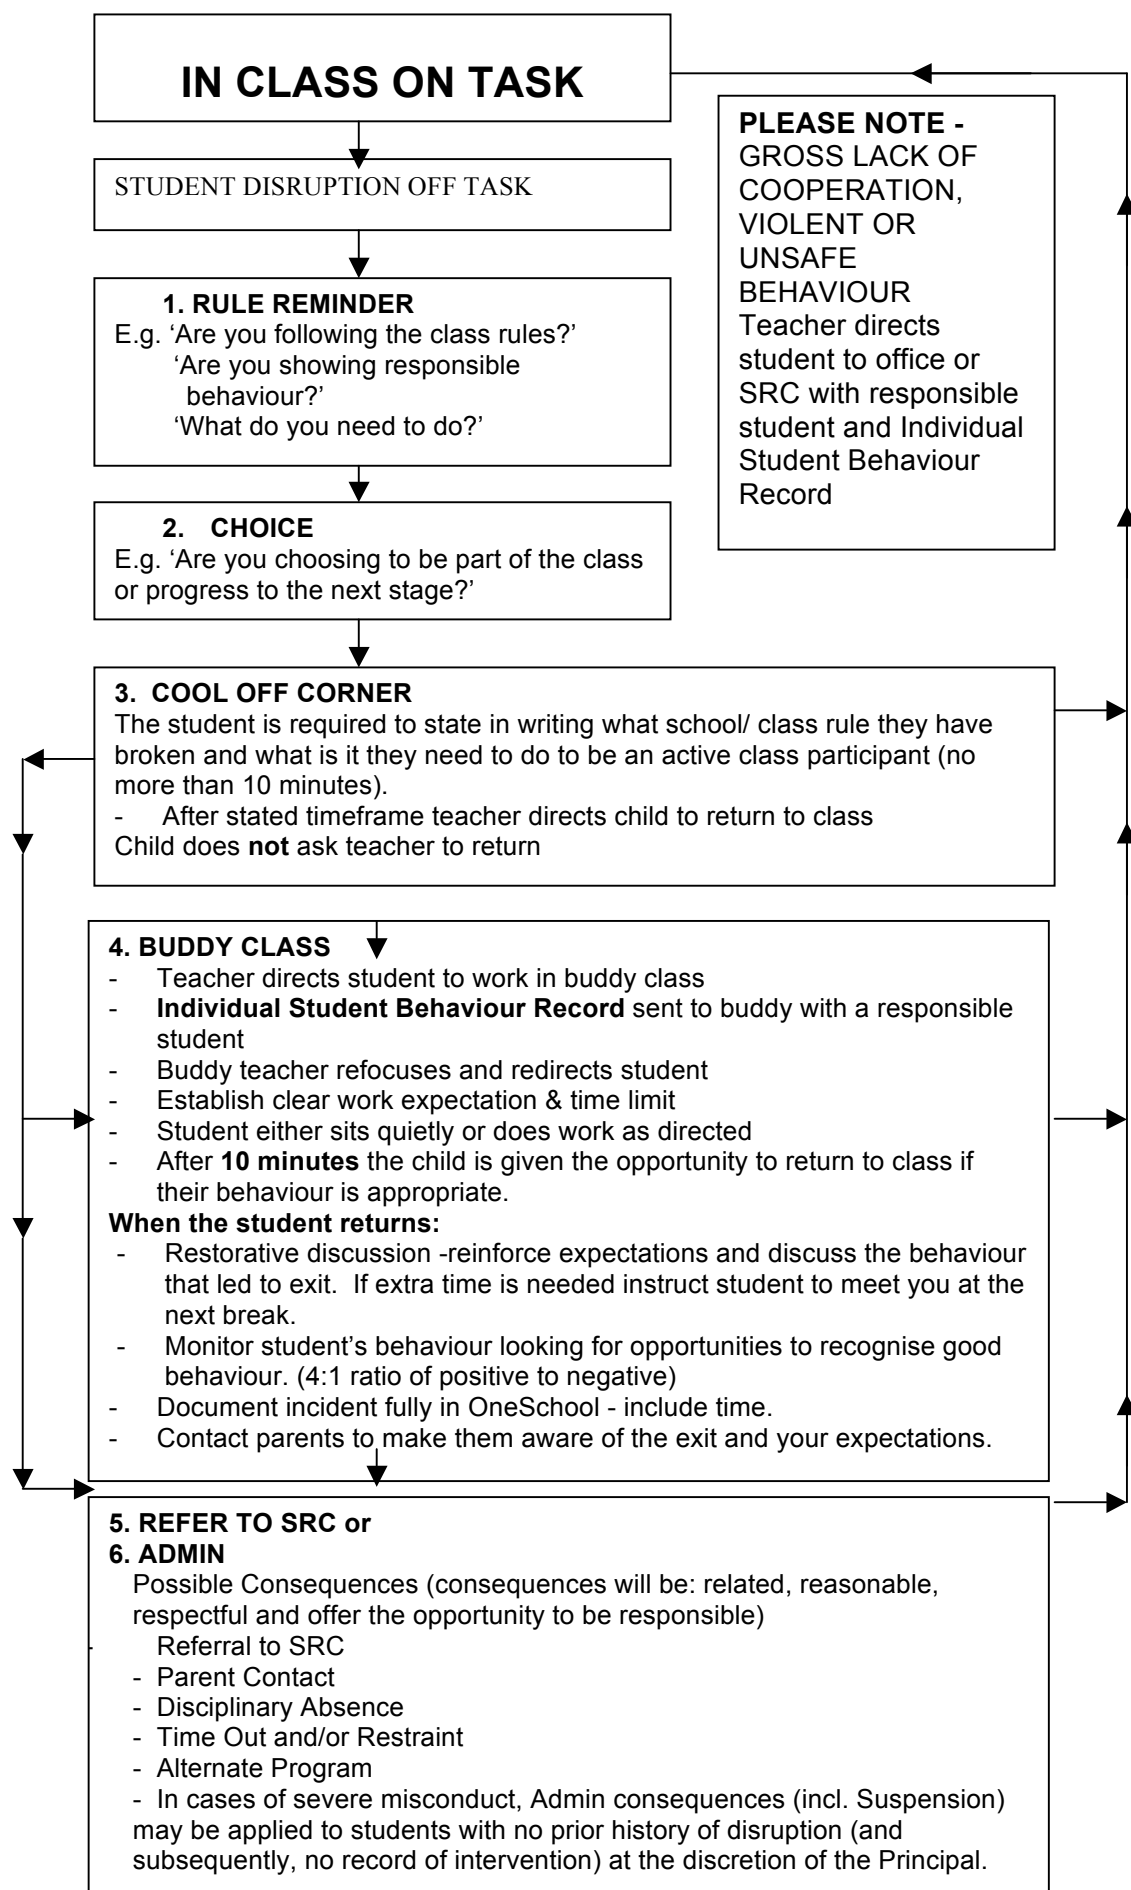 IN CLASS ON TASK
STUDENT DISRUPTION OFF TASK
1. RULE REMINDER
E.g. ‘Are you following the class rules?’
‘Are you showing responsible
behaviour?’
‘What do you need to do?’
2. CHOICE
E.g. ‘Are you choosing to be part of the class
or progress to the next stage?’
PLEASE NOTE -
GROSS LACK OF
COOPERATION,
VIOLENT OR
UNSAFE
BEHAVIOUR
Teacher directs
student to office or
SRC with responsible
student and Individual
Student Behaviour
Record
3. COOL OFF CORNER
The student is required to state in writing what school/ class rule they have
broken and what is it they need to do to be an active class participant (no
more than 10 minutes).
- After stated timeframe teacher directs child to return to class
Child does not ask teacher to return
4. BUDDY CLASS
- Teacher directs student to work in buddy class
- Individual Student Behaviour Record sent to buddy with a responsible
student
- Buddy teacher refocuses and redirects student
- Establish clear work expectation & time limit
- Student either sits quietly or does work as directed
- After 10 minutes the child is given the opportunity to return to class if
their behaviour is appropriate.
When the student returns:
- Restorative discussion -reinforce expectations and discuss the behaviour
that led to exit. If extra time is needed instruct student to meet you at the
next break.
- Monitor student’s behaviour looking for opportunities to recognise good
behaviour. (4:1 ratio of positive to negative)
- Document incident fully in OneSchool - include time.
- Contact parents to make them aware of the exit and your expectations.
5. REFER TO SRC or
6. ADMIN
Possible Consequences (consequences will be: related, reasonable,
respectful and offer the opportunity to be responsible)
- Referral to SRC
- Parent Contact
- Disciplinary Absence
- Time Out and/or Restraint
- Alternate Program
- In cases of severe misconduct, Admin consequences (incl. Suspension)
may be applied to students with no prior history of disruption (and
subsequently, no record of intervention) at the discretion of the Principal.